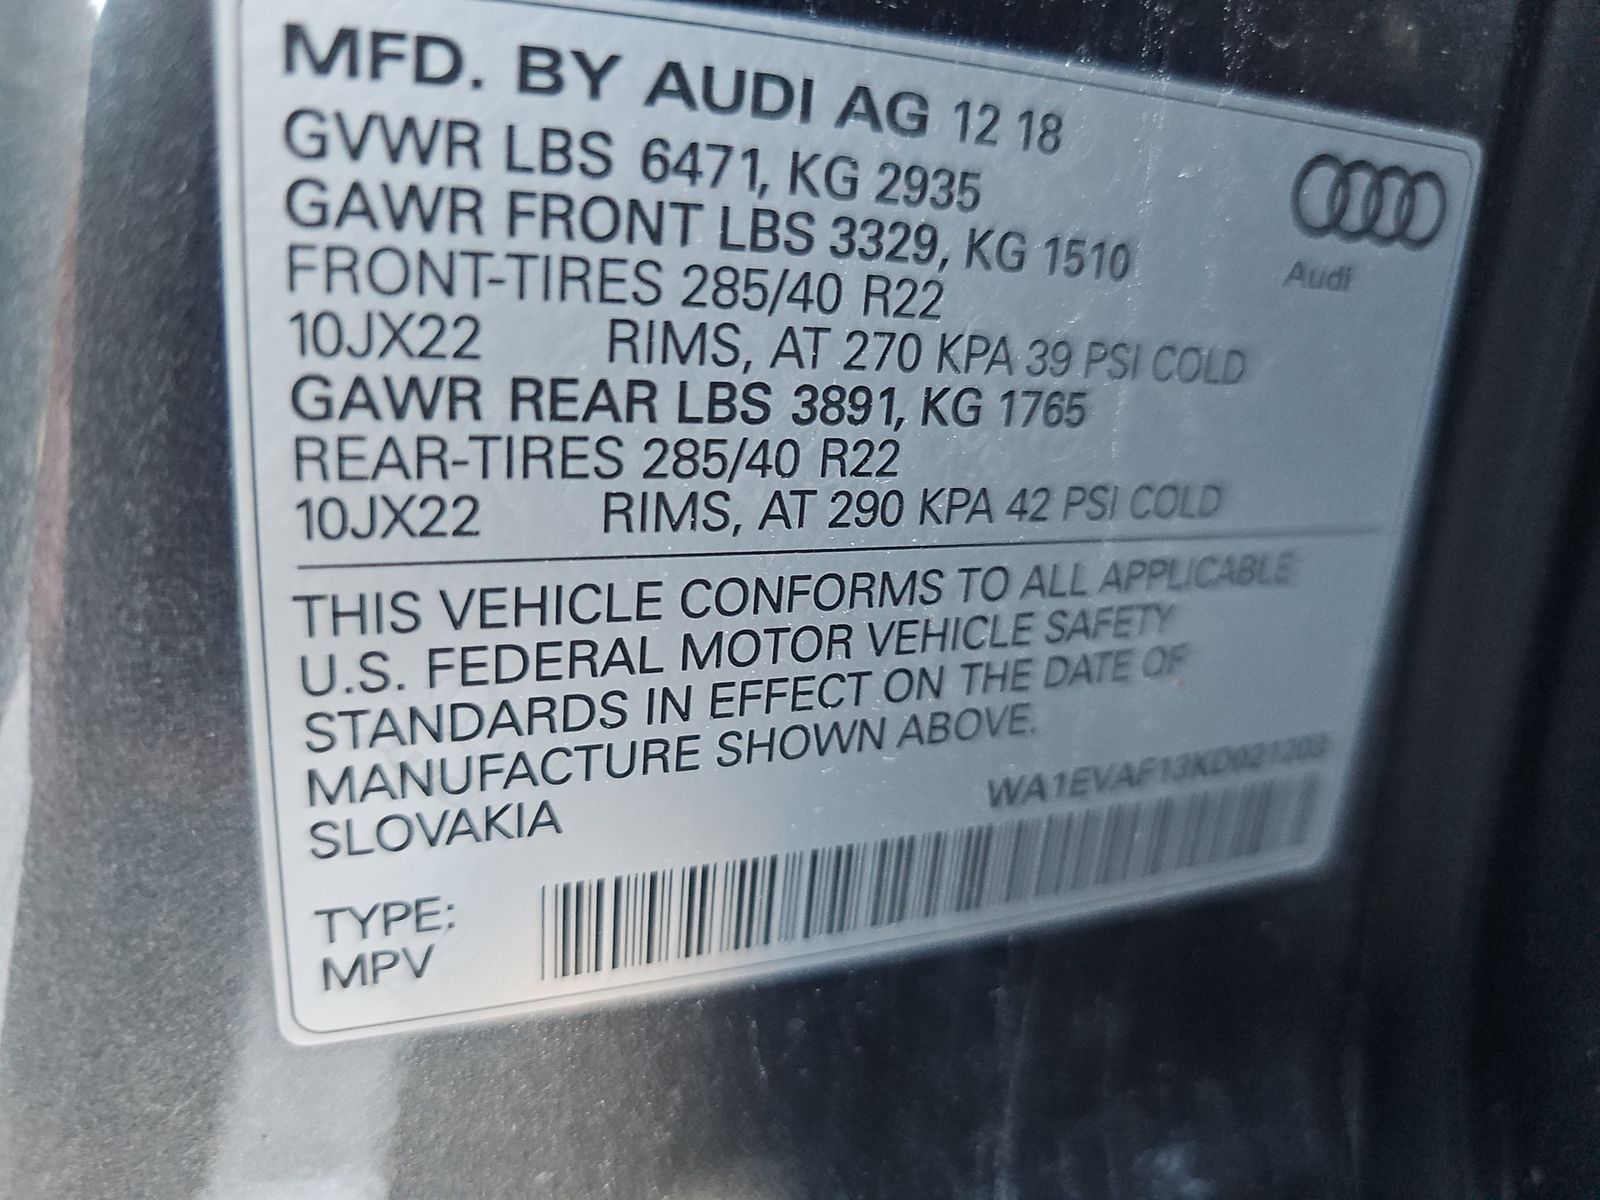 MFD. BY AUDI AG 12 18
GVWR LBS 6471, KG 2935
GAWR FRONT LBS 3329, KG 1510
FRONT-TIRES 285/40 R22
10JX22 RIMS, AT 270 KPA 39 PSI COLD
GAWR REAR LBS 3891, KG 1765
REAR-TIRES 285/40 R22
10JX22 RIMS, AT 290 KPA 42 PSI COLD
Audi
THIS VEHICLE CONFORMS TO ALL APPLICABLE
U.S. FEDERAL MOTOR VEHICLE SAFETY
STANDARDS IN EFFECT ON THE DATE OF
MANUFACTURE SHOWN ABOVE.
SLOVAKIA
TYPE:
MPV